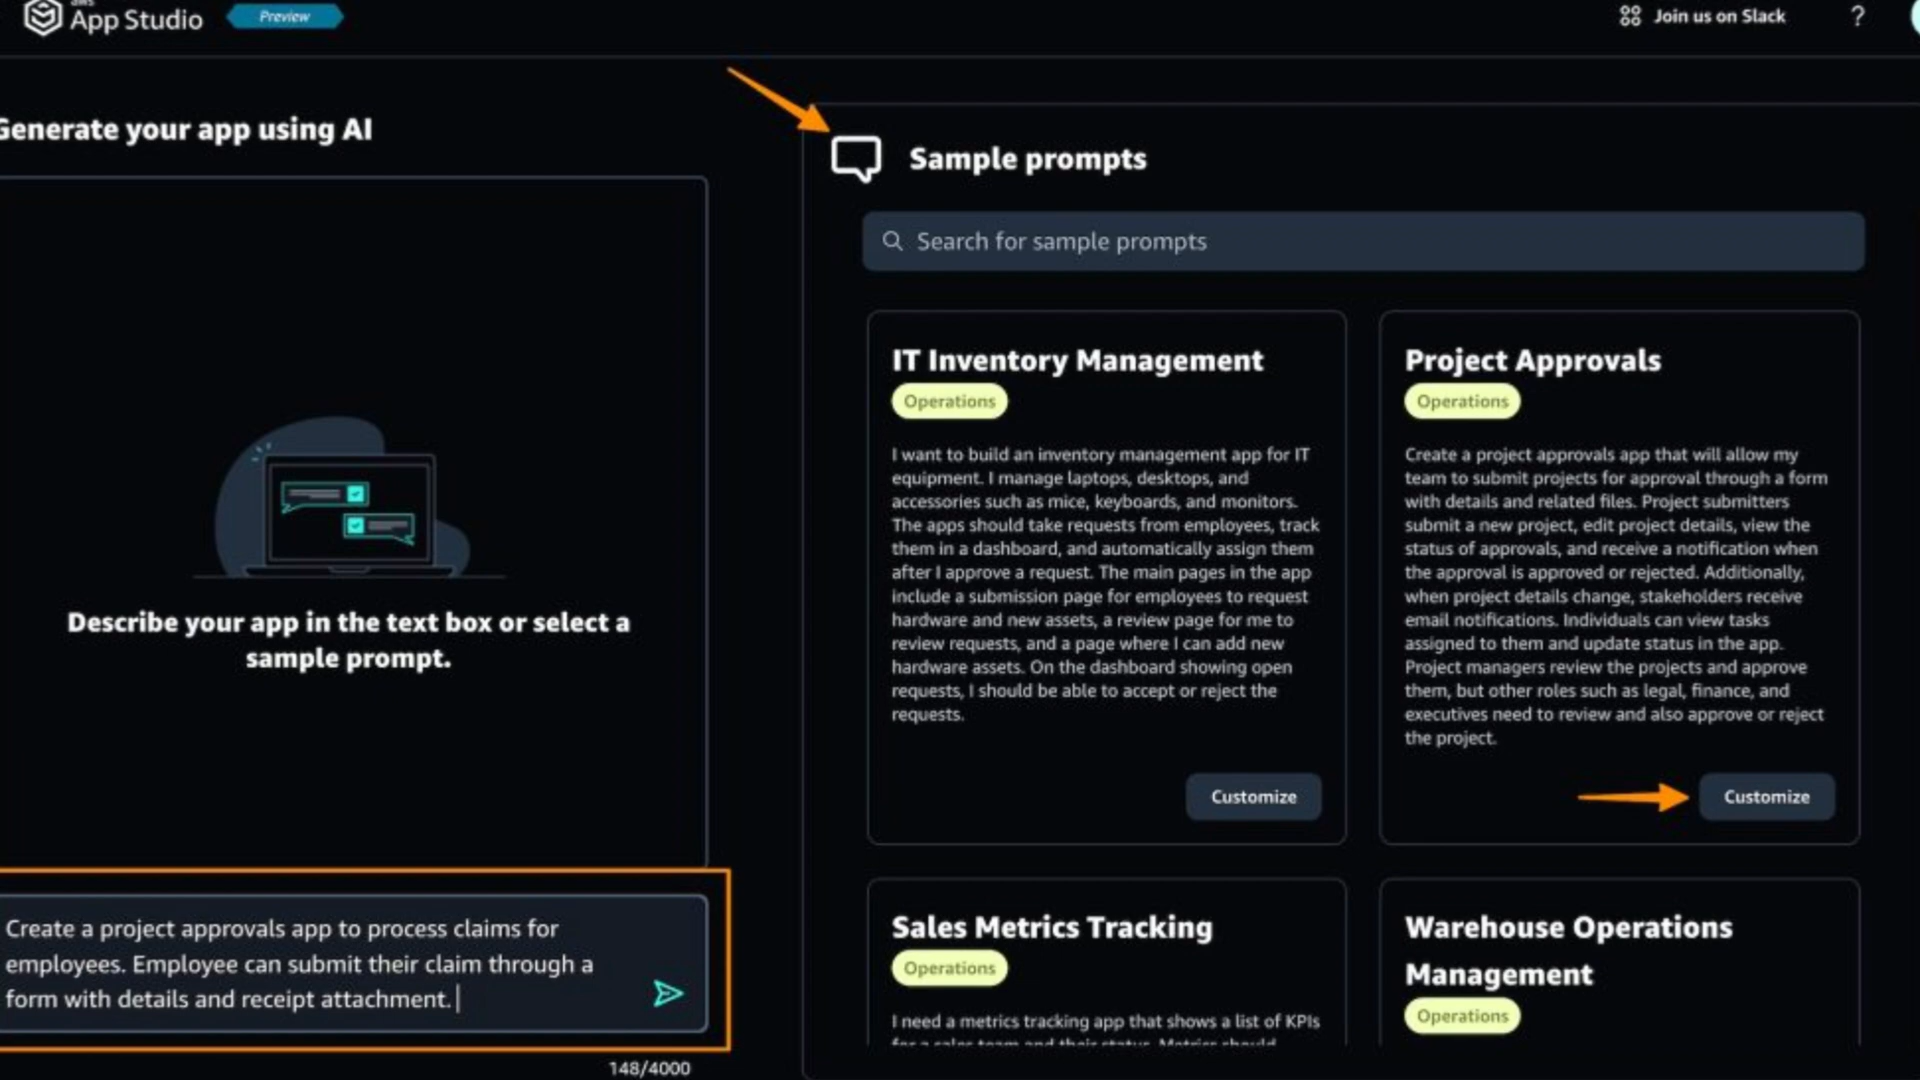 aws
App Studio
Preview
Join us on Slack
?
Generate your app using AI
Describe your app in the text box or select a
sample prompt.
Create a project approvals app to process claims for
employees. Employee can submit their claim through a
form with details and receipt attachment.
148/4000
Sample prompts
Search for sample prompts
IT Inventory Management
Operations
I want to build an inventory management app for IT
equipment. I manage laptops, desktops, and
accessories such as mice, keyboards, and monitors.
The apps should take requests from employees, track
them in a dashboard, and automatically assign them
after I approve a request. The main pages in the app
include a submission page for employees to request
hardware and new assets, a review page for me to
review requests, and a page where I can add new
hardware assets. On the dashboard showing open
requests, I should be able to accept or reject the
requests.
Customize
Project Approvals
Operations
Create a project approvals app that will allow my
team to submit projects for approval through a form
with details and related files. Project submitters
submit a new project, edit project details, view the
status of approvals, and receive a notification when
the approval is approved or rejected. Additionally,
when project details change, stakeholders receive
email notifications. Individuals can view tasks
assigned to them and update status in the app.
Project managers review the projects and approve
them, but other roles such as legal, finance, and
executives need to review and also approve or reject
the project.
Customize
Sales Metrics Tracking
Operations
I need a metrics tracking app that shows a list of KPIs
for a sales team and their status. Metrics should
Warehouse Operations
Management
Operations